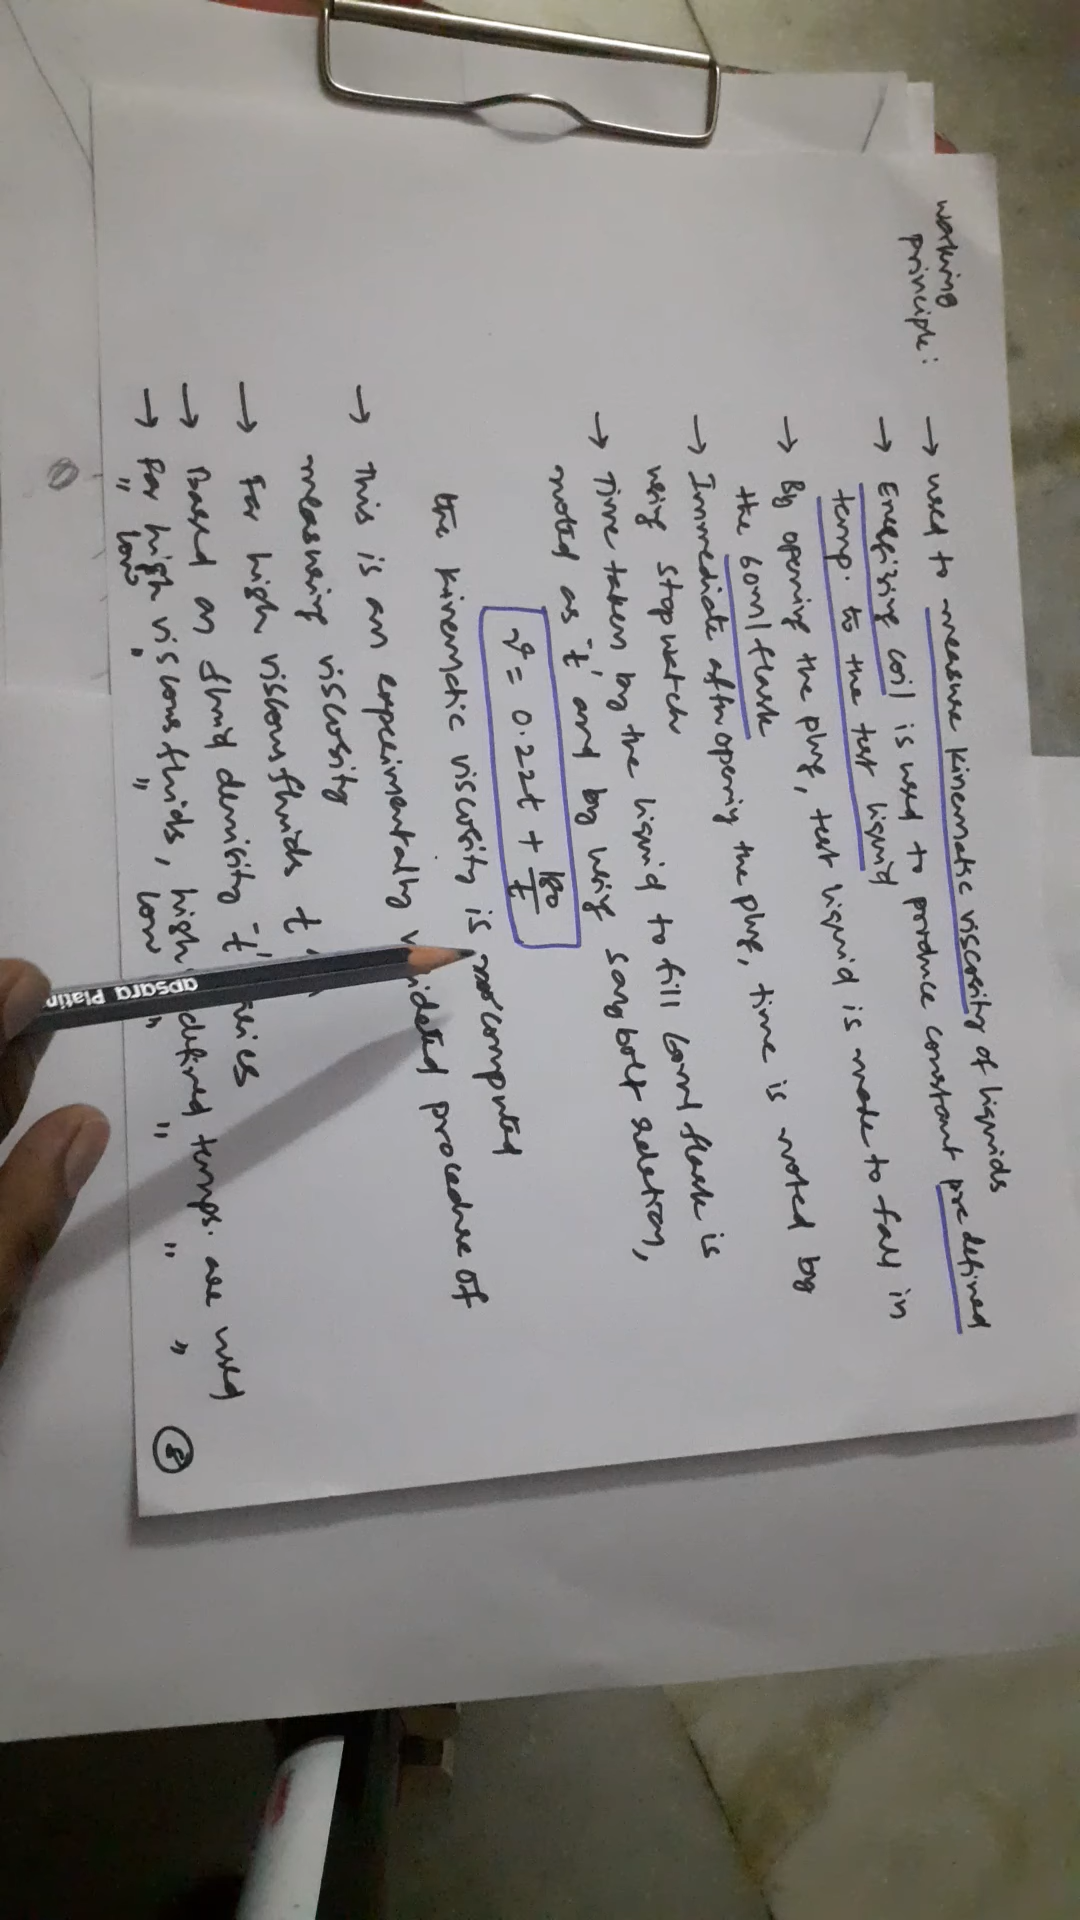 working
principle:
→ used to measure kinematic viscosity of liquids
→ Energizing coil is used to produce constant pre defined
temp. to the test liquid
→ By opening the plug, test liquid is made to fall in
the 60ml flask
→ Immediate after opening the plug, time is noted by
using stopwatch
→ Time taken by the liquid to fill 60ml flask is
noted as 't' and by using saybolt relation,
ν = 0.22t + 180/t
the kinematic viscosity is computed
→ This is an experimentally procedure of
measuring viscosity
→ For high viscous fluids t
→ Based on fluid density 't'
→ For high viscous fluids, high defined temps. are used
" low " " low " " " "
8
apsara Platin